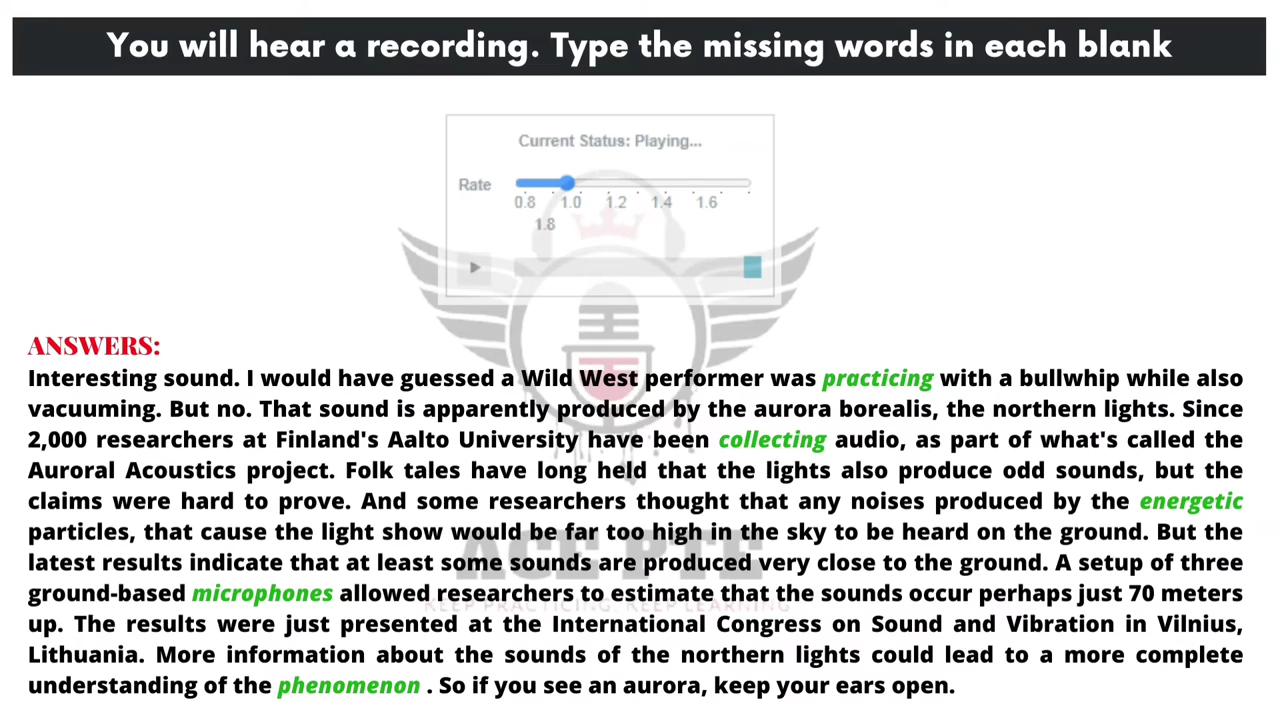 You will hear a recording. Type the missing words in each blank
Current Status: Playing...
Rate
0.8 1.0 1.2 1.4 1.6
1.8
ANSWERS:
Interesting sound. I would have guessed a Wild West performer was practicing with a bullwhip while also
vacuuming. But no. That sound is apparently produced by the aurora borealis, the northern lights. Since
2,000 researchers at Finland's Aalto University have been collecting audio, as part of what's called the
Auroral Acoustics project. Folk tales have long held that the lights also produce odd sounds, but the
claims were hard to prove. And some researchers thought that any noises produced by the energetic
particles, that cause the light show would be far too high in the sky to be heard on the ground. But the
latest results indicate that at least some sounds are produced very close to the ground. A setup of three
ground-based microphones allowed researchers to estimate that the sounds occur perhaps just 70 meters
up. The results were just presented at the International Congress on Sound and Vibration in Vilnius,
Lithuania. More information about the sounds of the northern lights could lead to a more complete
understanding of the phenomenon . So if you see an aurora, keep your ears open.
ACE PTE
KEEP PRACTICING, KEEP LEARNING